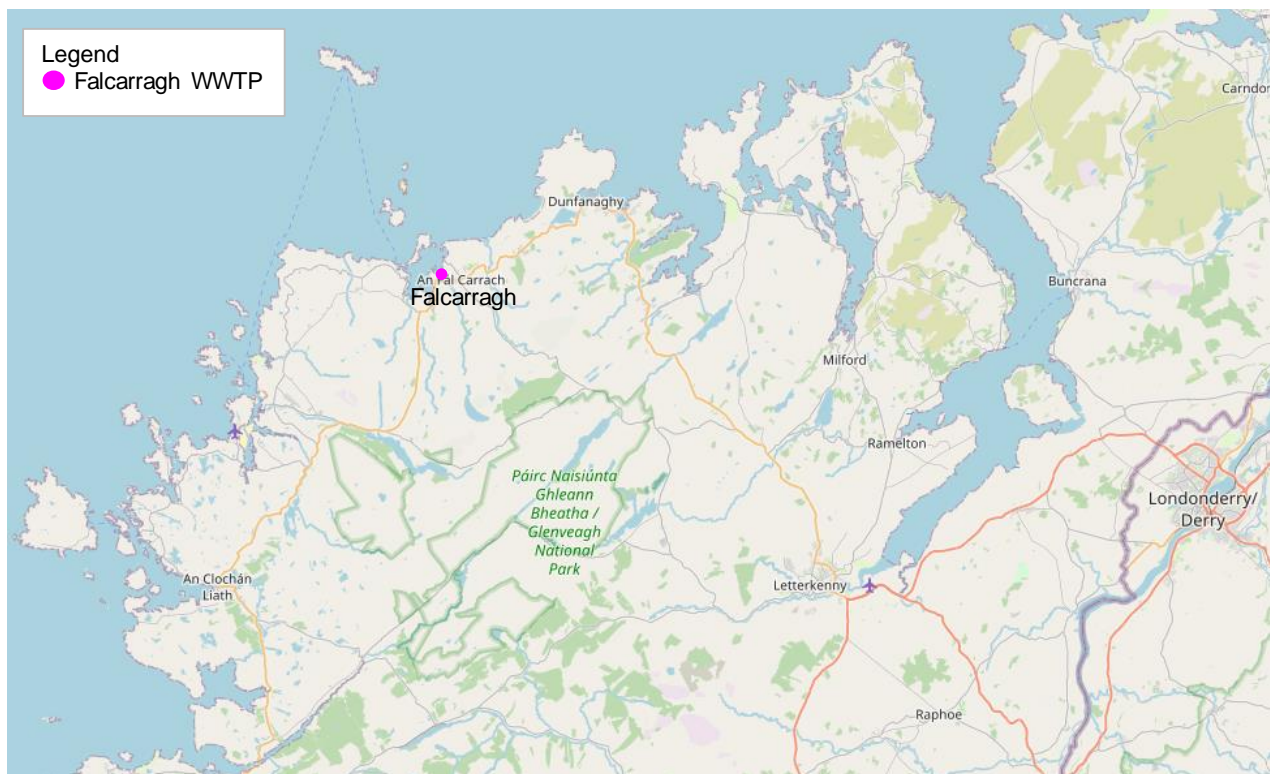 Legend
Falcarragh WWTP
Carndon
Dunfanaghy
An Fál Carrach
Falcarragh
Buncrana
Milford
Ramelton
Páirc Naisiúnta
Ghleann
Bheatha /
Glenveagh
National
Park
Londonderry/
Derry
An Clochán
Liath
Letterkenny
Raphoe